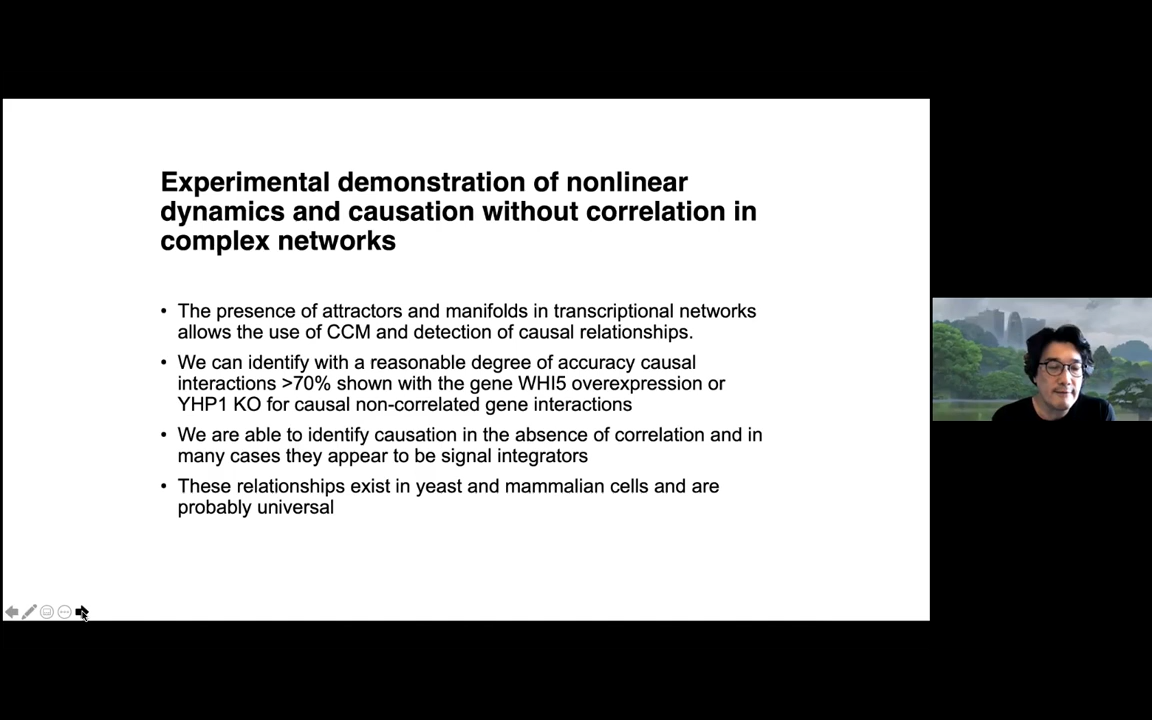 Experimental demonstration of nonlinear
dynamics and causation without correlation in
complex networks
• The presence of attractors and manifolds in transcriptional networks
allows the use of CCM and detection of causal relationships.
• We can identify with a reasonable degree of accuracy causal
interactions >70% shown with the gene WHI5 overexpression or
YHP1 KO for causal non-correlated gene interactions
• We are able to identify causation in the absence of correlation and in
many cases they appear to be signal integrators
• These relationships exist in yeast and mammalian cells and are
probably universal